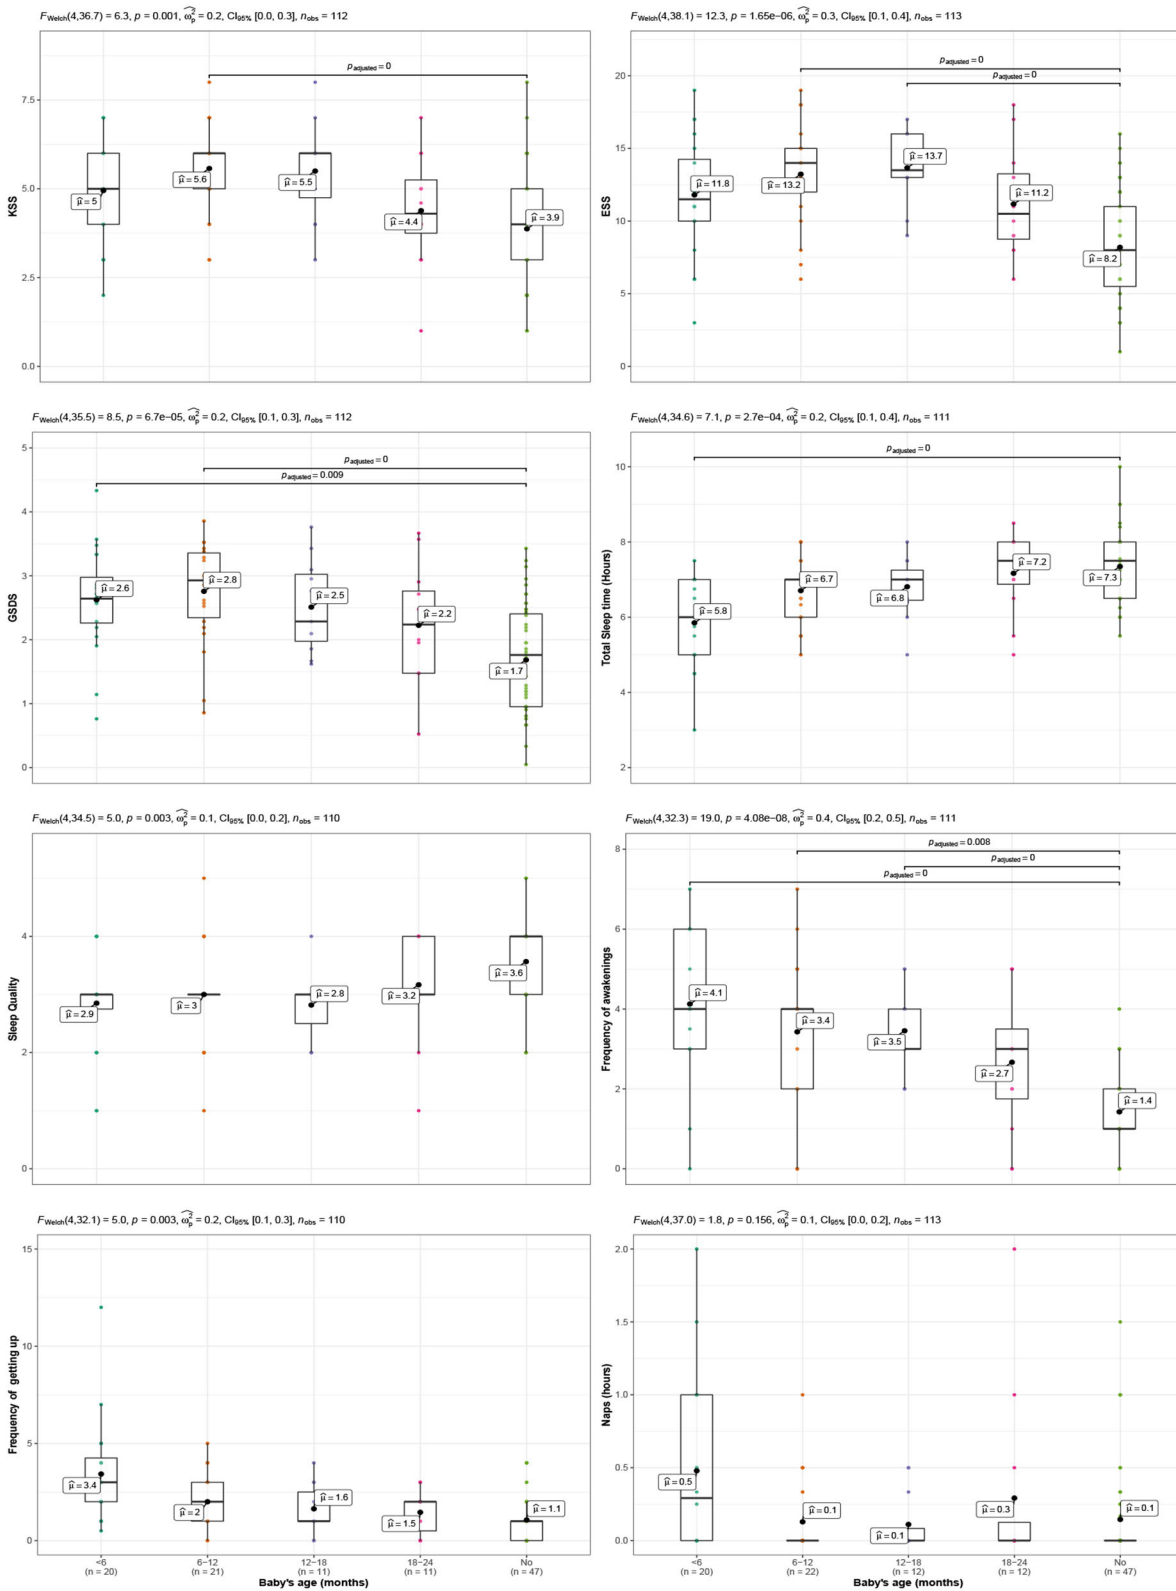 F_Welch(4,36.7) = 6.3, p = 0.001, ω̂²_p = 0.2, CI_95% [0.0, 0.3], n_obs = 112
p_adjusted = 0
7.5
5.0
2.5
0.0
KSS
μ̂ = 5
μ̂ = 5.6
μ̂ = 5.5
μ̂ = 4.4
μ̂ = 3.9
F_Welch(4,38.1) = 12.3, p = 1.65e−06, ω̂²_p = 0.3, CI_95% [0.1, 0.4], n_obs = 113
p_adjusted = 0
p_adjusted = 0
20
15
10
5
0
ESS
μ̂ = 11.8
μ̂ = 13.2
μ̂ = 13.7
μ̂ = 11.2
μ̂ = 8.2
F_Welch(4,35.5) = 8.5, p = 6.7e−05, ω̂²_p = 0.2, CI_95% [0.1, 0.3], n_obs = 112
p_adjusted = 0
p_adjusted = 0.009
5
4
3
2
1
0
GSDS
μ̂ = 2.6
μ̂ = 2.8
μ̂ = 2.5
μ̂ = 2.2
μ̂ = 1.7
F_Welch(4,34.6) = 7.1, p = 2.7e−04, ω̂²_p = 0.2, CI_95% [0.1, 0.4], n_obs = 111
p_adjusted = 0
10
8
6
4
2
Total Sleep time (Hours)
μ̂ = 5.8
μ̂ = 6.7
μ̂ = 6.8
μ̂ = 7.2
μ̂ = 7.3
F_Welch(4,34.5) = 5.0, p = 0.003, ω̂²_p = 0.1, CI_95% [0.0, 0.2], n_obs = 110
4
2
0
Sleep Quality
μ̂ = 2.9
μ̂ = 3
μ̂ = 2.8
μ̂ = 3.2
μ̂ = 3.6
F_Welch(4,32.3) = 19.0, p = 4.08e−08, ω̂²_p = 0.4, CI_95% [0.2, 0.5], n_obs = 111
p_adjusted = 0.008
p_adjusted = 0
p_adjusted = 0
8
6
4
2
0
Frequency of awakenings
μ̂ = 4.1
μ̂ = 3.4
μ̂ = 3.5
μ̂ = 2.7
μ̂ = 1.4
F_Welch(4,32.1) = 5.0, p = 0.003, ω̂²_p = 0.2, CI_95% [0.1, 0.3], n_obs = 110
15
10
5
0
Frequency of getting up
μ̂ = 3.4
μ̂ = 2
μ̂ = 1.6
μ̂ = 1.5
μ̂ = 1.1
<6 6−12 12−18 18−24 No
(n = 20) (n = 21) (n = 11) (n = 11) (n = 47)
Baby's age (months)
F_Welch(4,37.0) = 1.8, p = 0.156, ω̂²_p = 0.1, CI_95% [0.0, 0.2], n_obs = 113
2.0
1.5
1.0
0.5
0.0
Naps (hours)
μ̂ = 0.5
μ̂ = 0.1
μ̂ = 0.1
μ̂ = 0.3
μ̂ = 0.1
<6 6−12 12−18 18−24 No
(n = 20) (n = 22) (n = 12) (n = 12) (n = 47)
Baby's age (months)